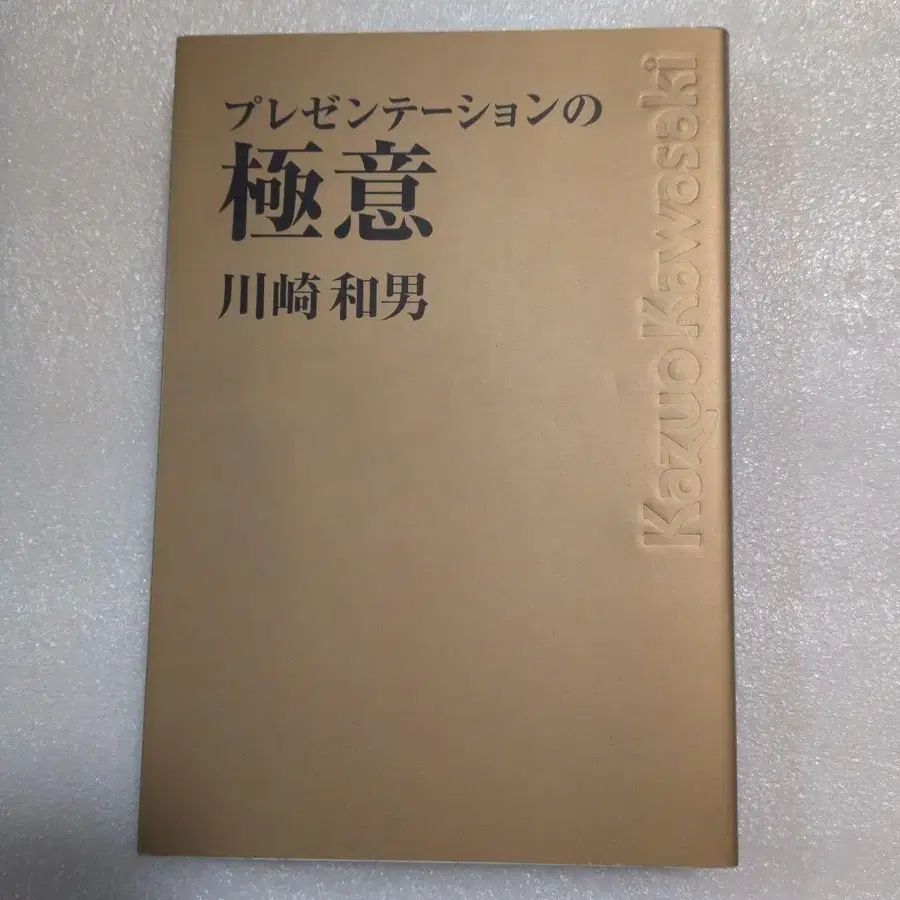 プレゼンテーションの
極意
川崎和男
Kazuo Kawasaki